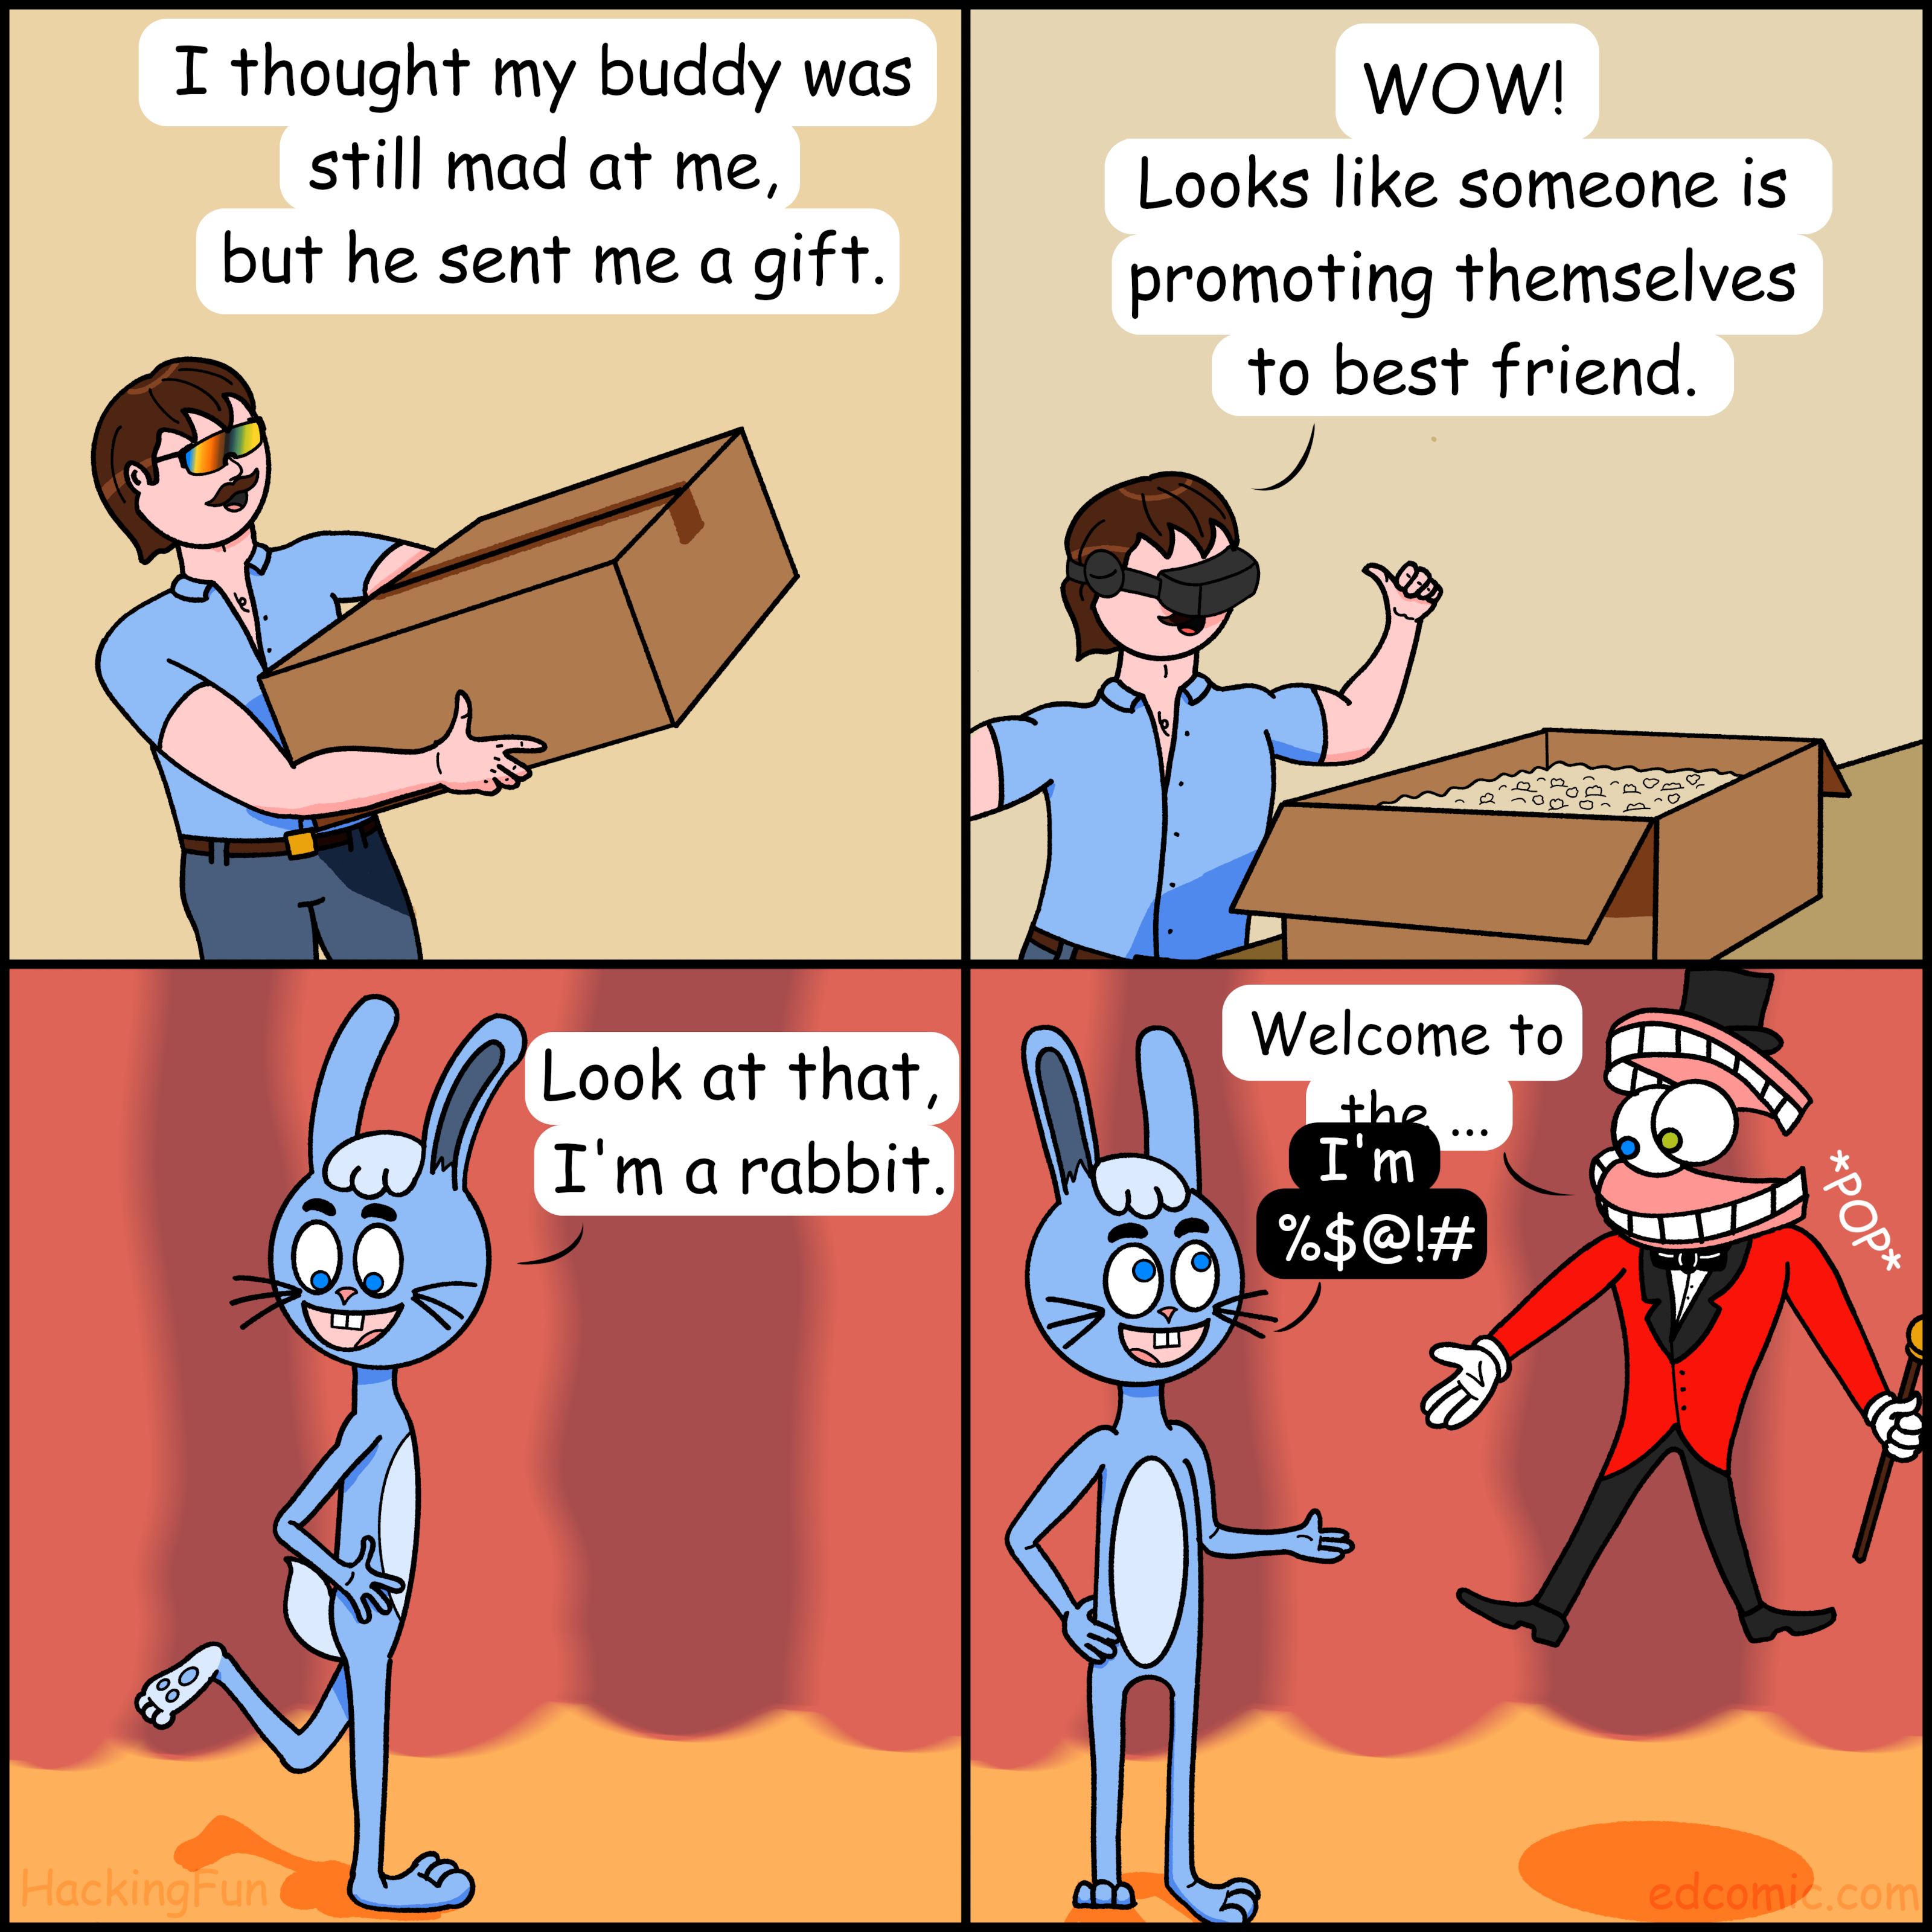 I thought my buddy was
still mad at me,
but he sent me a gift.
WOW!
Looks like someone is
promoting themselves
to best friend.
Look at that,
I'm a rabbit.
Welcome to
the ...
I'm
%$@!#
*POP*
HackingFun
edcomic.com